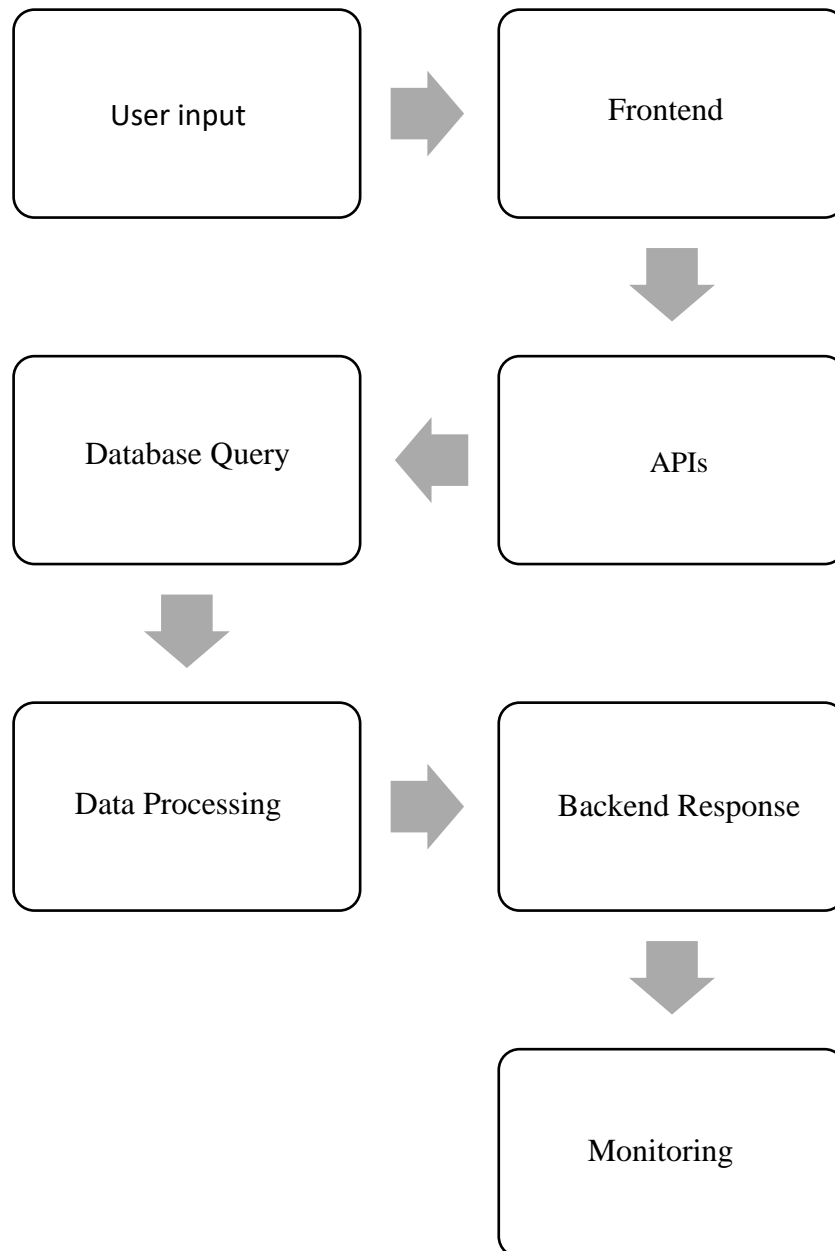 User input
Frontend
APIs
Database Query
Data Processing
Backend Response
Monitoring